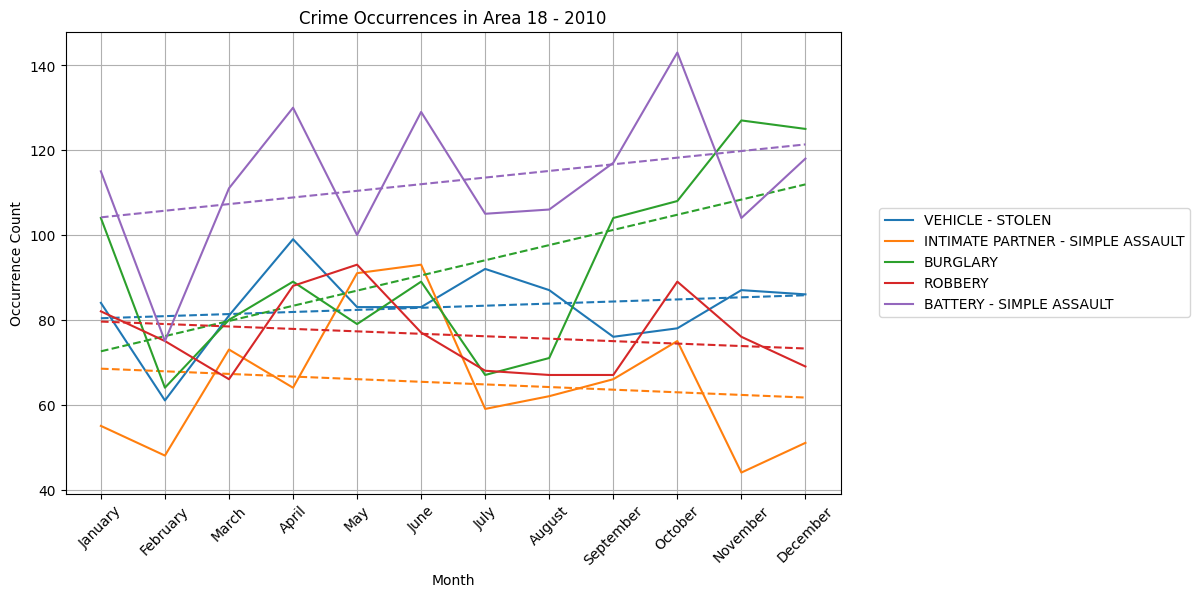 Crime Occurrences in Area 18 - 2010
140
120
100
80
60
40
Occurrence Count
January
February
March
April
May
June
July
August
September
October
November
December
Month
VEHICLE - STOLEN
INTIMATE PARTNER - SIMPLE ASSAULT
BURGLARY
ROBBERY
BATTERY - SIMPLE ASSAULT